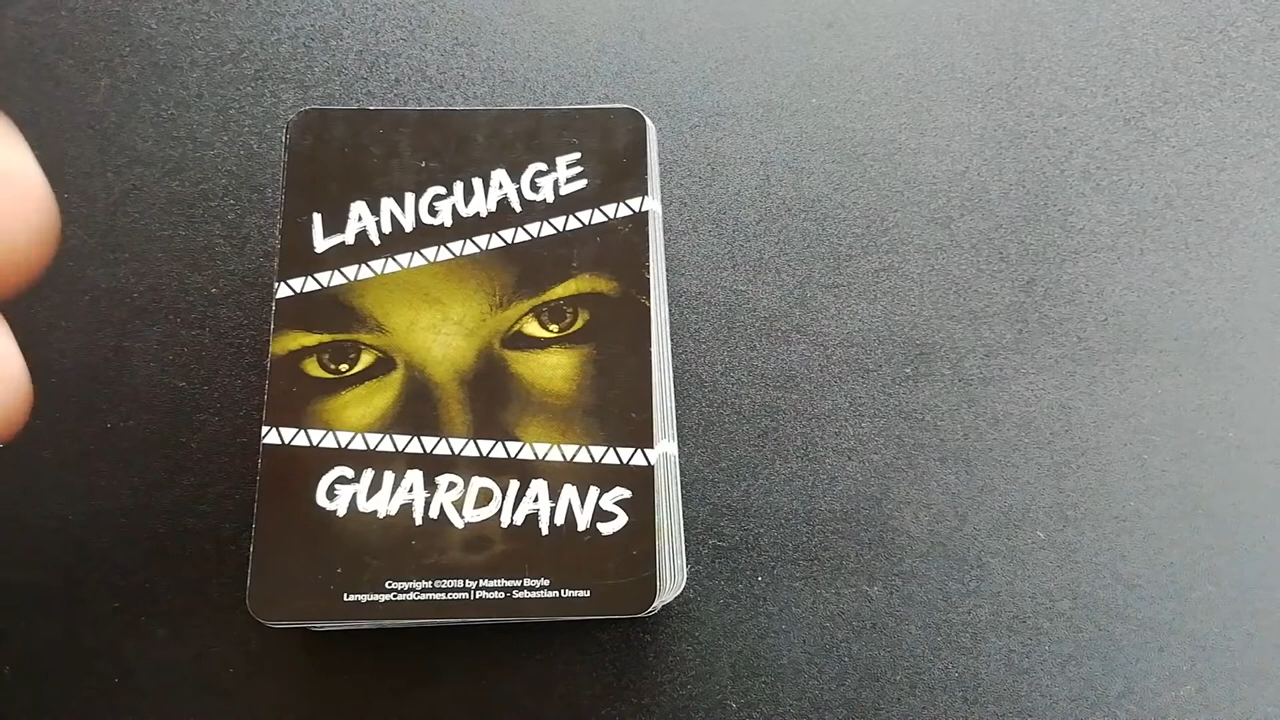 LANGUAGE
GUARDIANS
Copyright ©2018 by Matthew Boyle
LanguageCardGames.com | Photo - Sebastian Unrau